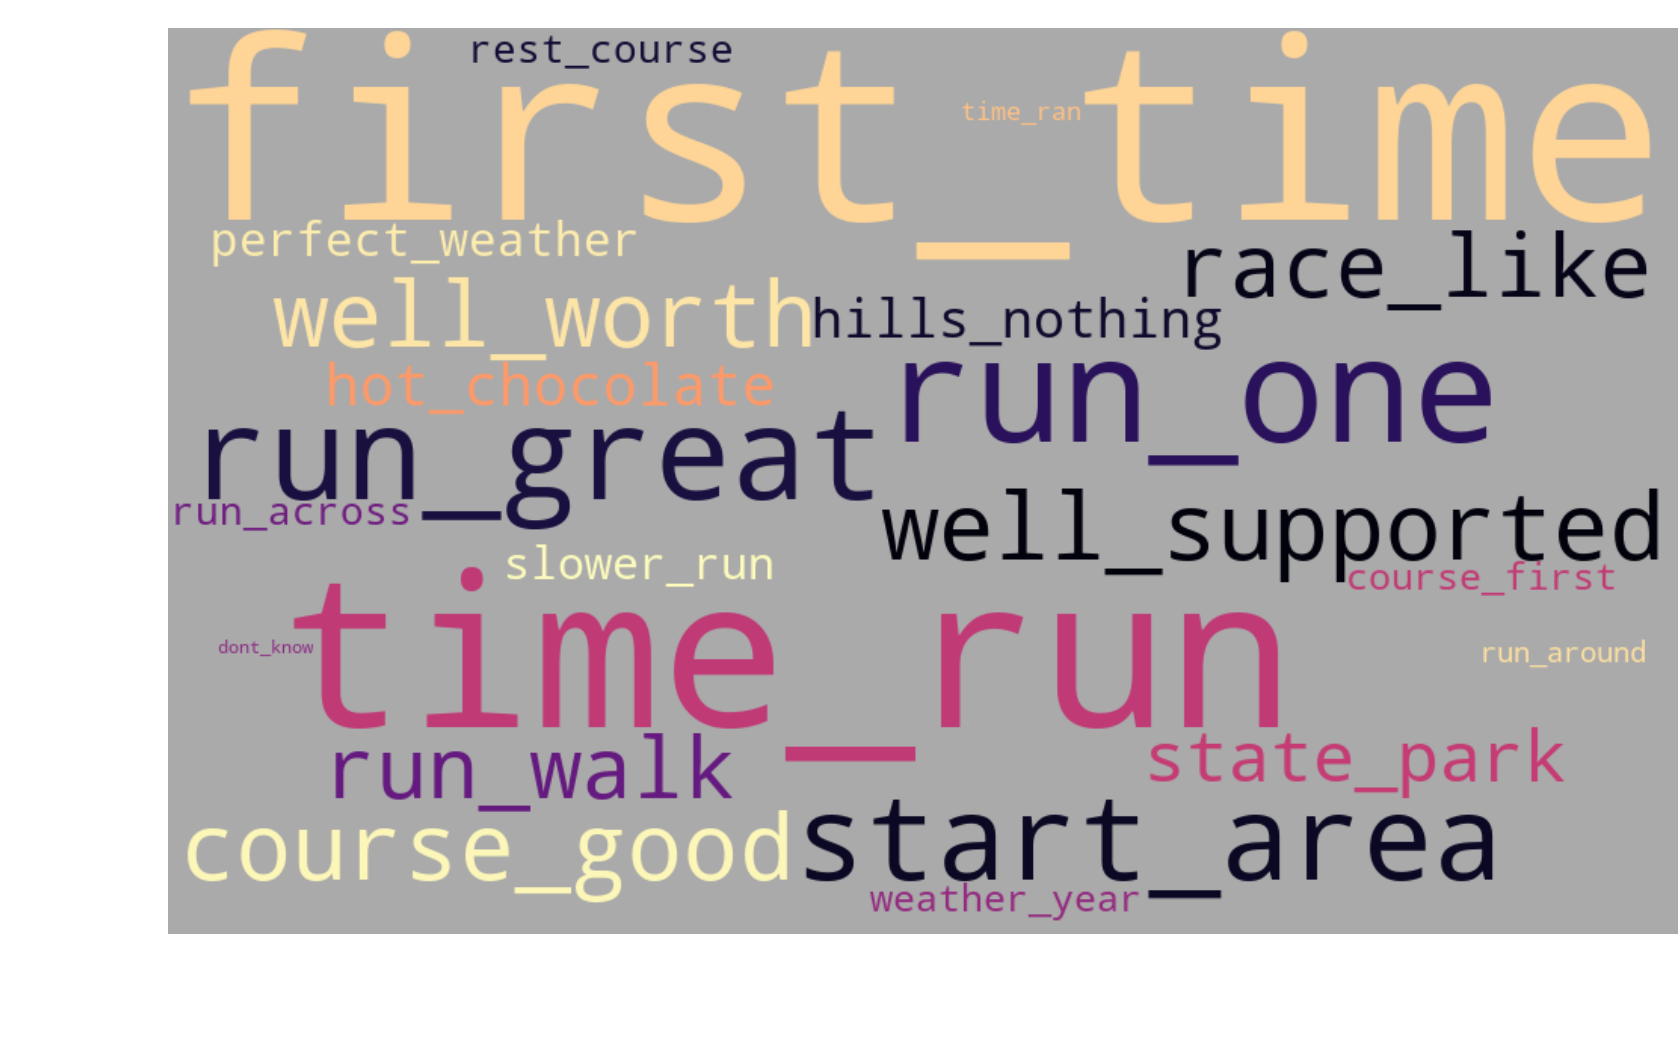 rest_course
first_time
time_ran
perfect_weather
race_like
well_worth
hills_nothing
hot_chocolate
run_one
run_great
run_across
well_supported
slower_run
course_first
time_run
dont_know
run_around
run_walk
state_park
course_good
start_area
weather_year